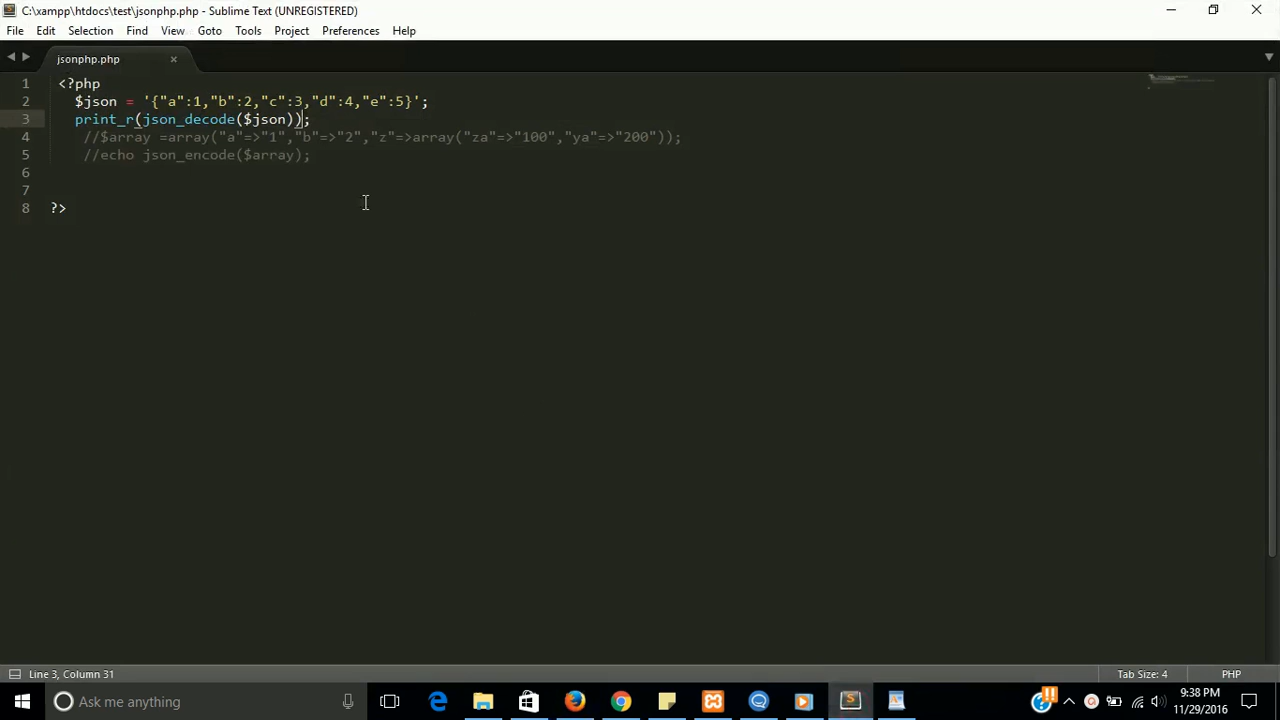 C:\xampp\htdocs\test\jsonphp.php - Sublime Text (UNREGISTERED)
File Edit Selection Find View Goto Tools Project Preferences Help
jsonphp.php
1 <?php
2 $json = '{"a":1,"b":2,"c":3,"d":4,"e":5}';
3 print_r(json_decode($json));
4 //$array =array("a"=>"1","b"=>"2","z"=>array("za"=>"100","ya"=>"200"));
5 //echo json_encode($array);
6
7
8 ?>
Line 3, Column 31 Tab Size: 4 PHP
Ask me anything
9:38 PM
11/29/2016